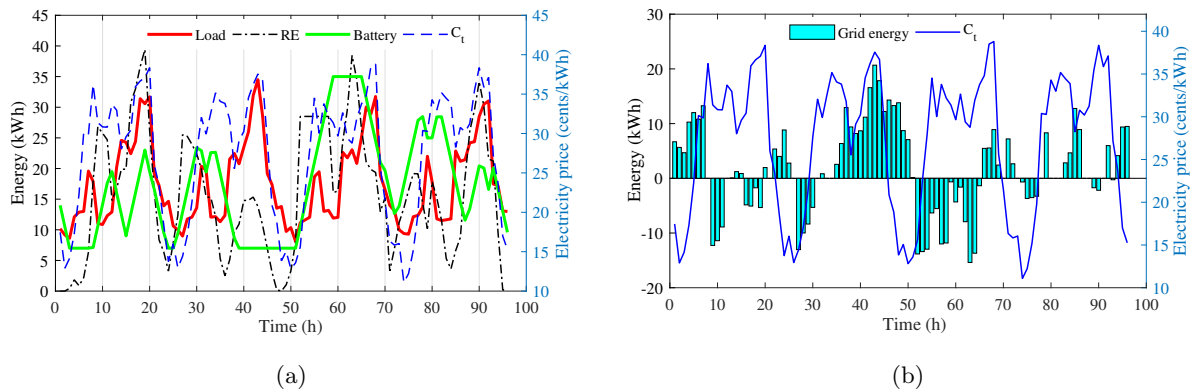 Load RE Battery C_t
45
40
35
30
25
20
15
10
5
0
Energy (kWh)
0 10 20 30 40 50 60 70 80 90 100
Time (h)
45
40
35
30
25
20
15
10
Electricity price (cents/kWh)
(a)
Grid energy C_t
30
20
10
0
-10
-20
Energy (kWh)
0 10 20 30 40 50 60 70 80 90 100
Time (h)
40
35
30
25
20
15
10
Electricity price (cents/kWh)
(b)